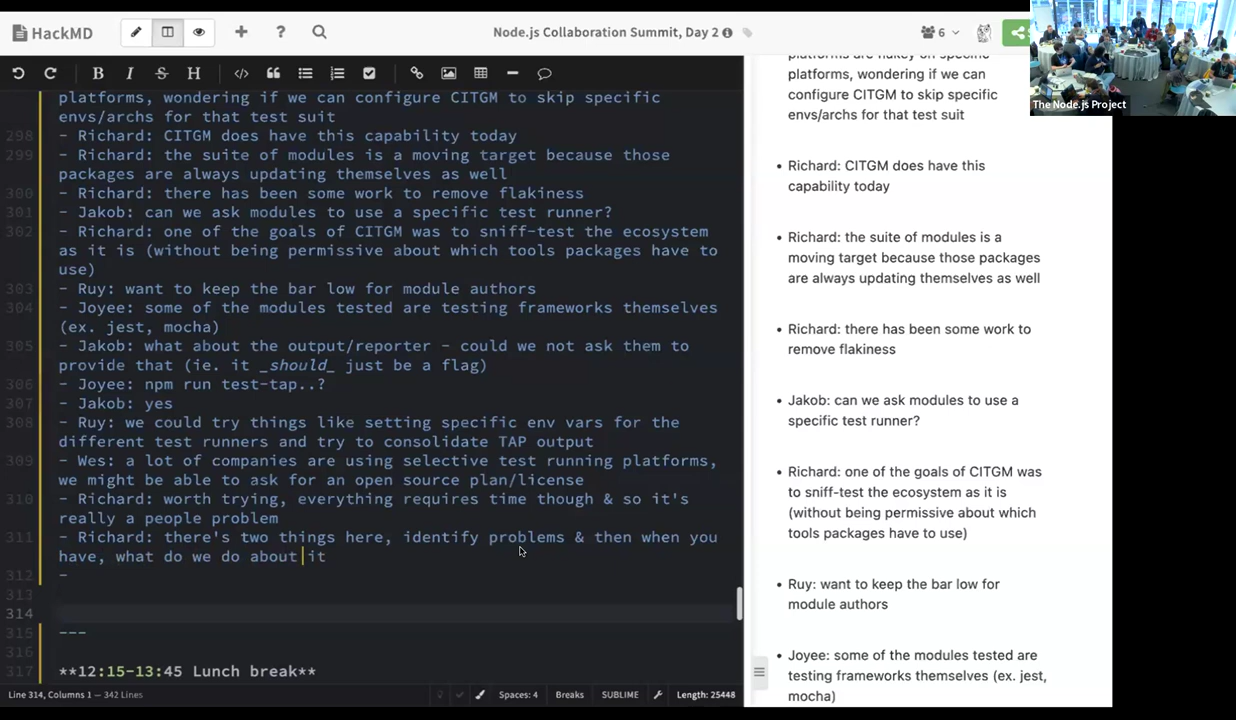 HackMD
Node.js Collaboration Summit, Day 2
6
The Node.js Project
B I S H
platforms, wondering if we can configure CITGM to skip specific
envs/archs for that test suit
298 - Richard: CITGM does have this capability today
299 - Richard: the suite of modules is a moving target because those
packages are always updating themselves as well
300 - Richard: there has been some work to remove flakiness
301 - Jakob: can we ask modules to use a specific test runner?
302 - Richard: one of the goals of CITGM was to sniff-test the ecosystem
as it is (without being permissive about which tools packages have to
use)
303 - Ruy: want to keep the bar low for module authors
304 - Joyee: some of the modules tested are testing frameworks themselves
(ex. jest, mocha)
305 - Jakob: what about the output/reporter - could we not ask them to
provide that (ie. it _should_ just be a flag)
306 - Joyee: npm run test-tap..?
307 - Jakob: yes
308 - Ruy: we could try things like setting specific env vars for the
different test runners and try to consolidate TAP output
309 - Wes: a lot of companies are using selective test running platforms,
we might be able to ask for an open source plan/license
310 - Richard: worth trying, everything requires time though & so it's
really a people problem
311 - Richard: there's two things here, identify problems & then when you
have, what do we do about it
312 -
313
314
315 ---
316
317 **12:15-13:45 Lunch break**
Line 314, Columns 1 — 342 Lines
Spaces: 4
Breaks
SUBLIME
Length: 25448
platforms are flakey on specific
platforms, wondering if we can
configure CITGM to skip specific
envs/archs for that test suit
• Richard: CITGM does have this
capability today
• Richard: the suite of modules is a
moving target because those packages
are always updating themselves as well
• Richard: there has been some work to
remove flakiness
• Jakob: can we ask modules to use a
specific test runner?
• Richard: one of the goals of CITGM was
to sniff-test the ecosystem as it is
(without being permissive about which
tools packages have to use)
• Ruy: want to keep the bar low for
module authors
• Joyee: some of the modules tested are
testing frameworks themselves (ex. jest,
mocha)